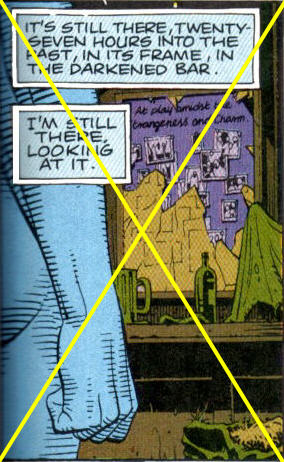 IT'S STILL THERE, TWENTY-
SEVEN HOURS INTO THE
PAST, IN ITS FRAME, IN
THE DARKENED BAR.
I'M STILL
THERE
LOOKING
AT IT.
At play amidst the
Strangeness and Charm.